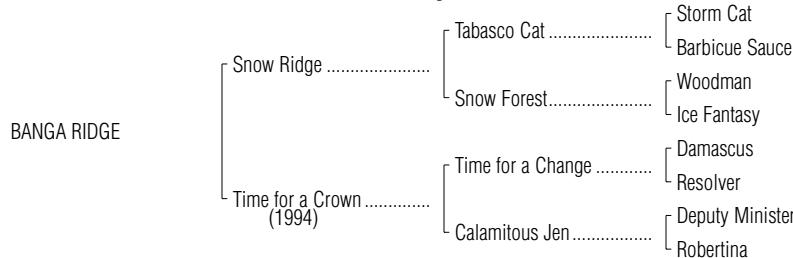 Storm Cat
Tabasco Cat ......................
Barbicue Sauce
Snow Ridge ......................
Woodman
Snow Forest......................
Ice Fantasy
BANGA RIDGE
Damascus
Time for a Change ............
Resolver
Time for a Crown ..............
(1994)
Deputy Minister
Calamitous Jen.................
Robertina